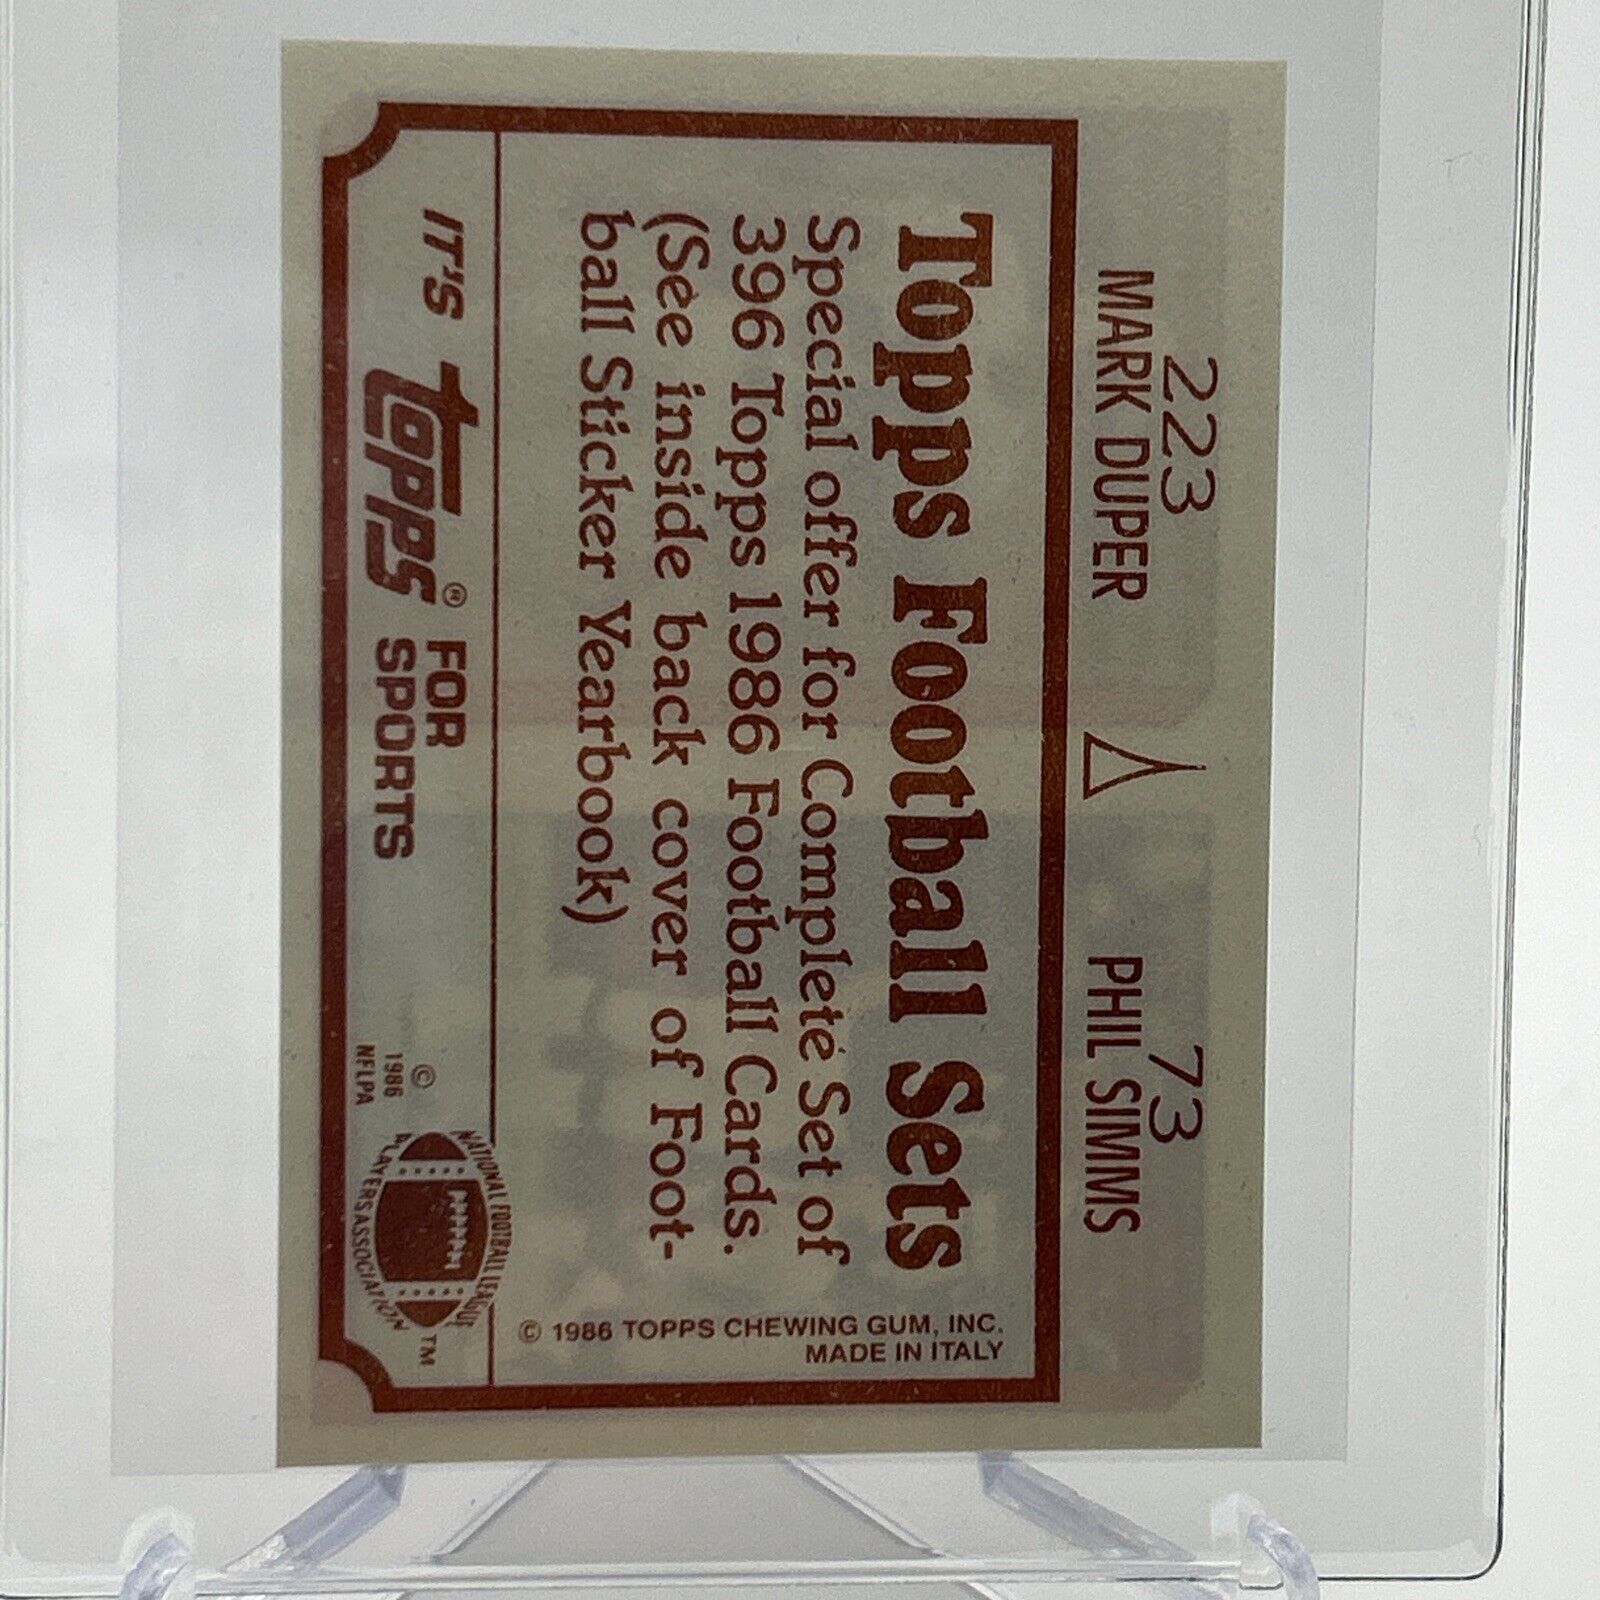 223
MARK DUPER
73
PHIL SIMMS
Topps Football Sets
Special offer for Complete Set of
396 Topps 1986 Football Cards.
(See inside back cover of Foot-
ball Sticker Yearbook)
© 1986 TOPPS CHEWING GUM, INC.
MADE IN ITALY
IT'S topps® FOR
SPORTS
©
1986
NFLPA
NATIONAL FOOTBALL LEAGUE
PLAYERS ASSOCIATION
TM